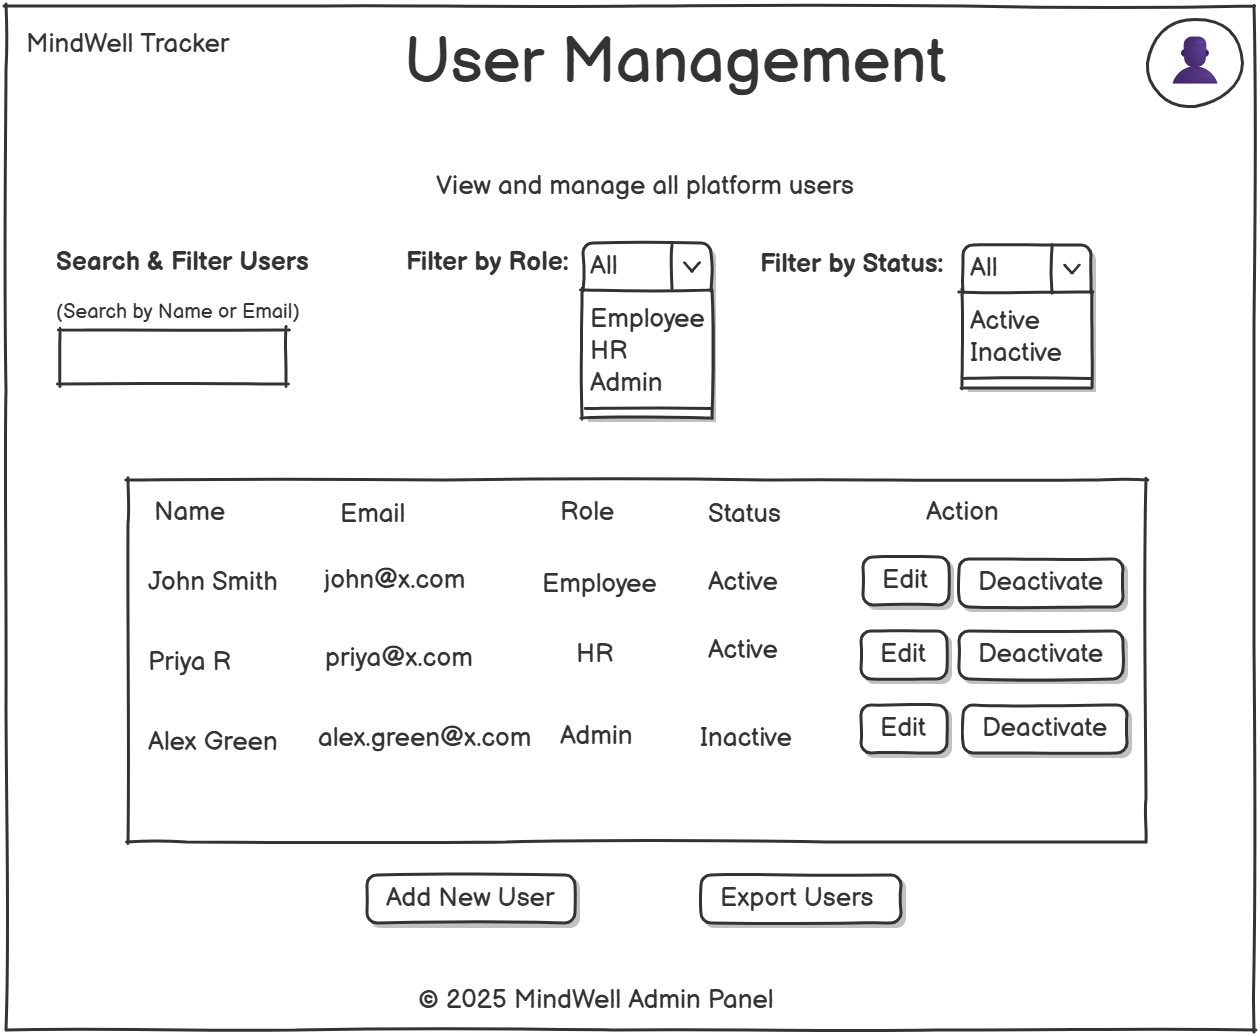 MindWell Tracker
User Management
View and manage all platform users
Search & Filter Users
(Search by Name or Email)
Filter by Role:
All
Employee
HR
Admin
Filter by Status:
All
Active
Inactive
Name Email Role Status Action
John Smith john@x.com Employee Active Edit Deactivate
Priya R priya@x.com HR Active Edit Deactivate
Alex Green alex.green@x.com Admin Inactive Edit Deactivate
Add New User Export Users
© 2025 MindWell Admin Panel